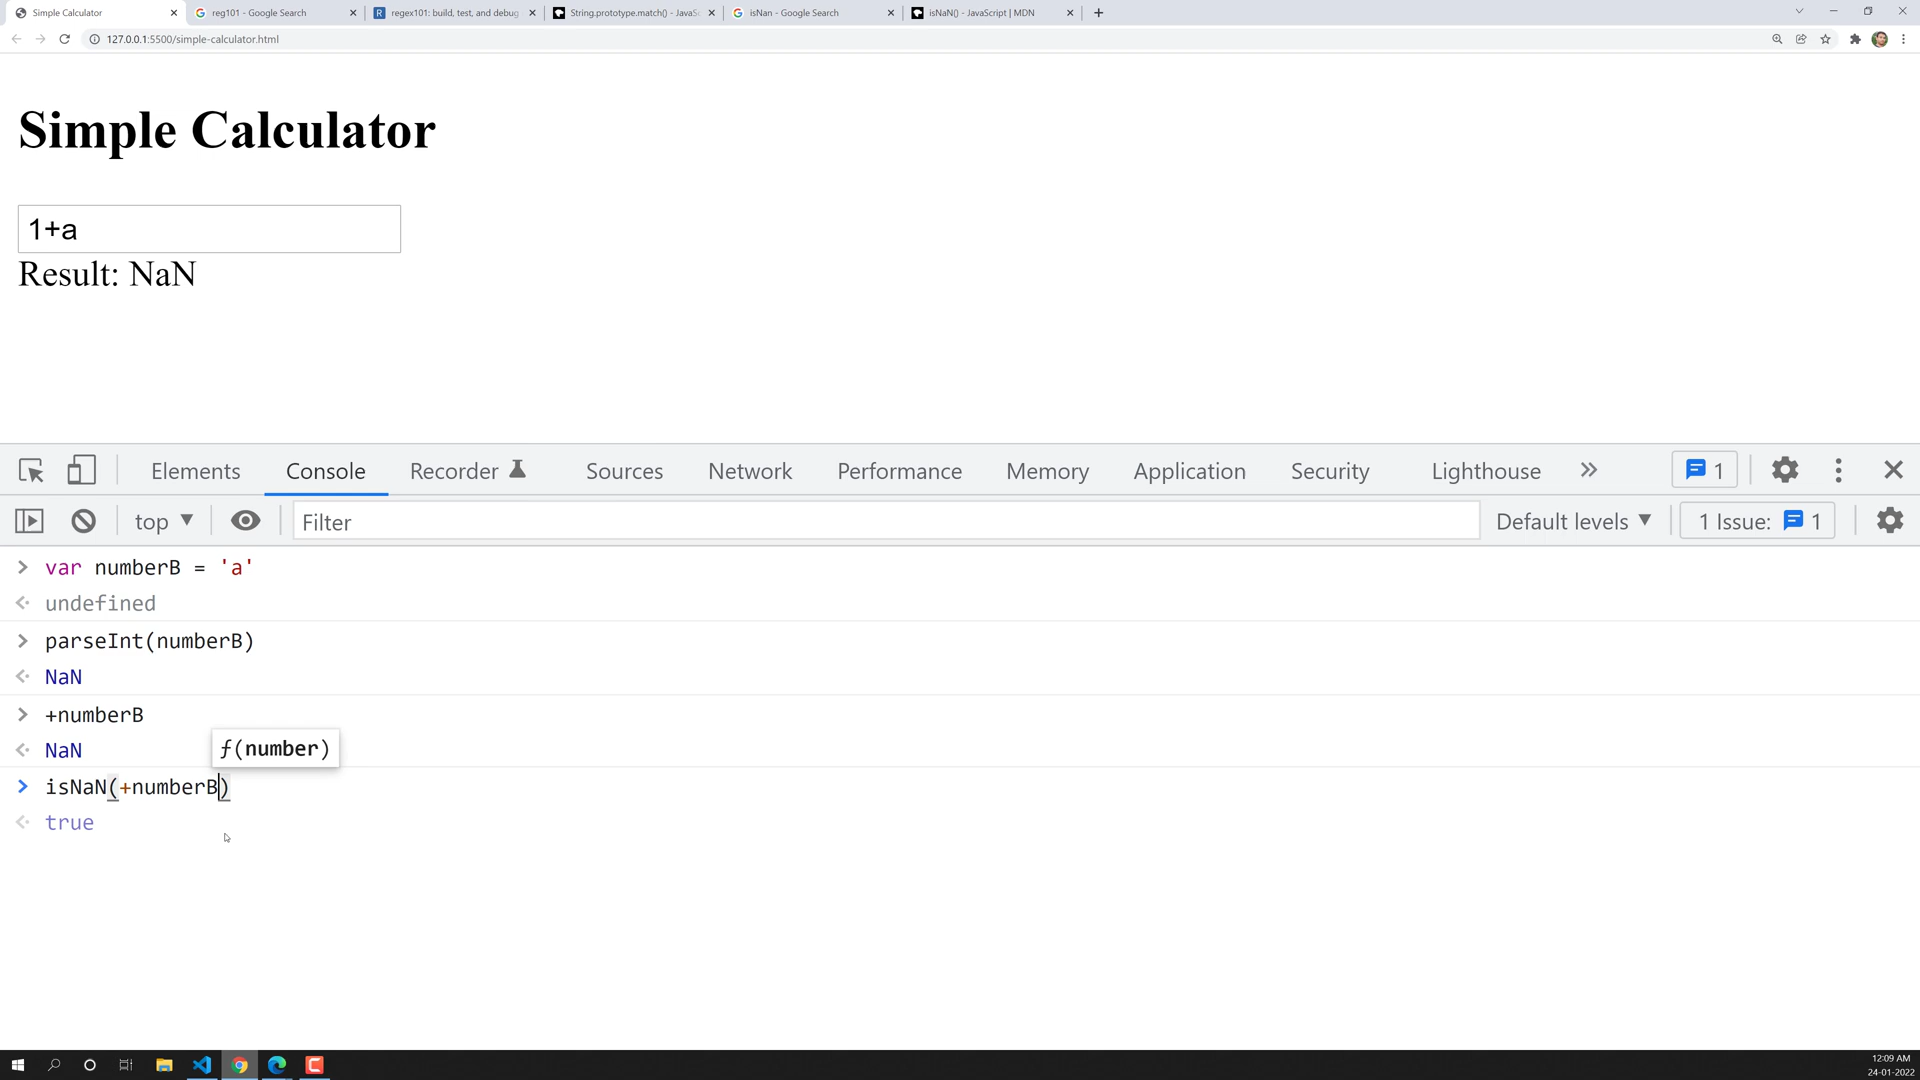 Simple Calculator
reg101 - Google Search
regex101: build, test, and debug
String.prototype.match() - JavaSc
isNan - Google Search
isNaN() - JavaScript | MDN
127.0.0.1:5500/simple-calculator.html
Simple Calculator
1+a
Result: NaN
Elements
Console
Recorder
Sources
Network
Performance
Memory
Application
Security
Lighthouse
1
top
Filter
Default levels
1 Issue: 1
var numberB = 'a'
undefined
parseInt(numberB)
NaN
+numberB
NaN
ƒ(number)
isNaN(+numberB)
true
12:09 AM
24-01-2022